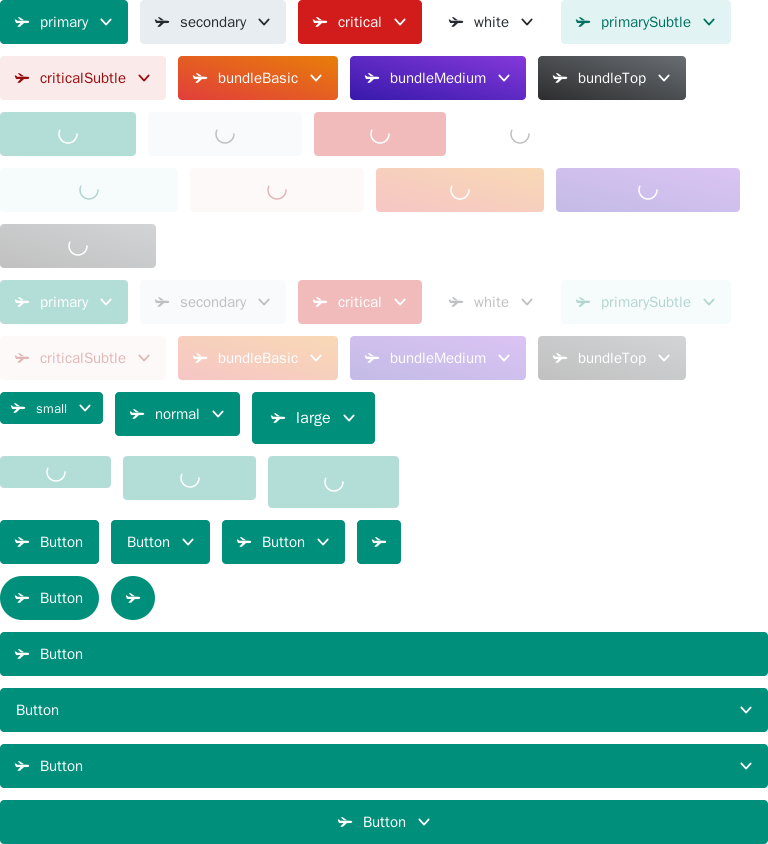 primary secondary critical white primarySubtle
criticalSubtle bundleBasic bundleMedium bundleTop
primary secondary critical white primarySubtle
criticalSubtle bundleBasic bundleMedium bundleTop
small normal large
Button Button Button
Button
Button
Button
Button
Button